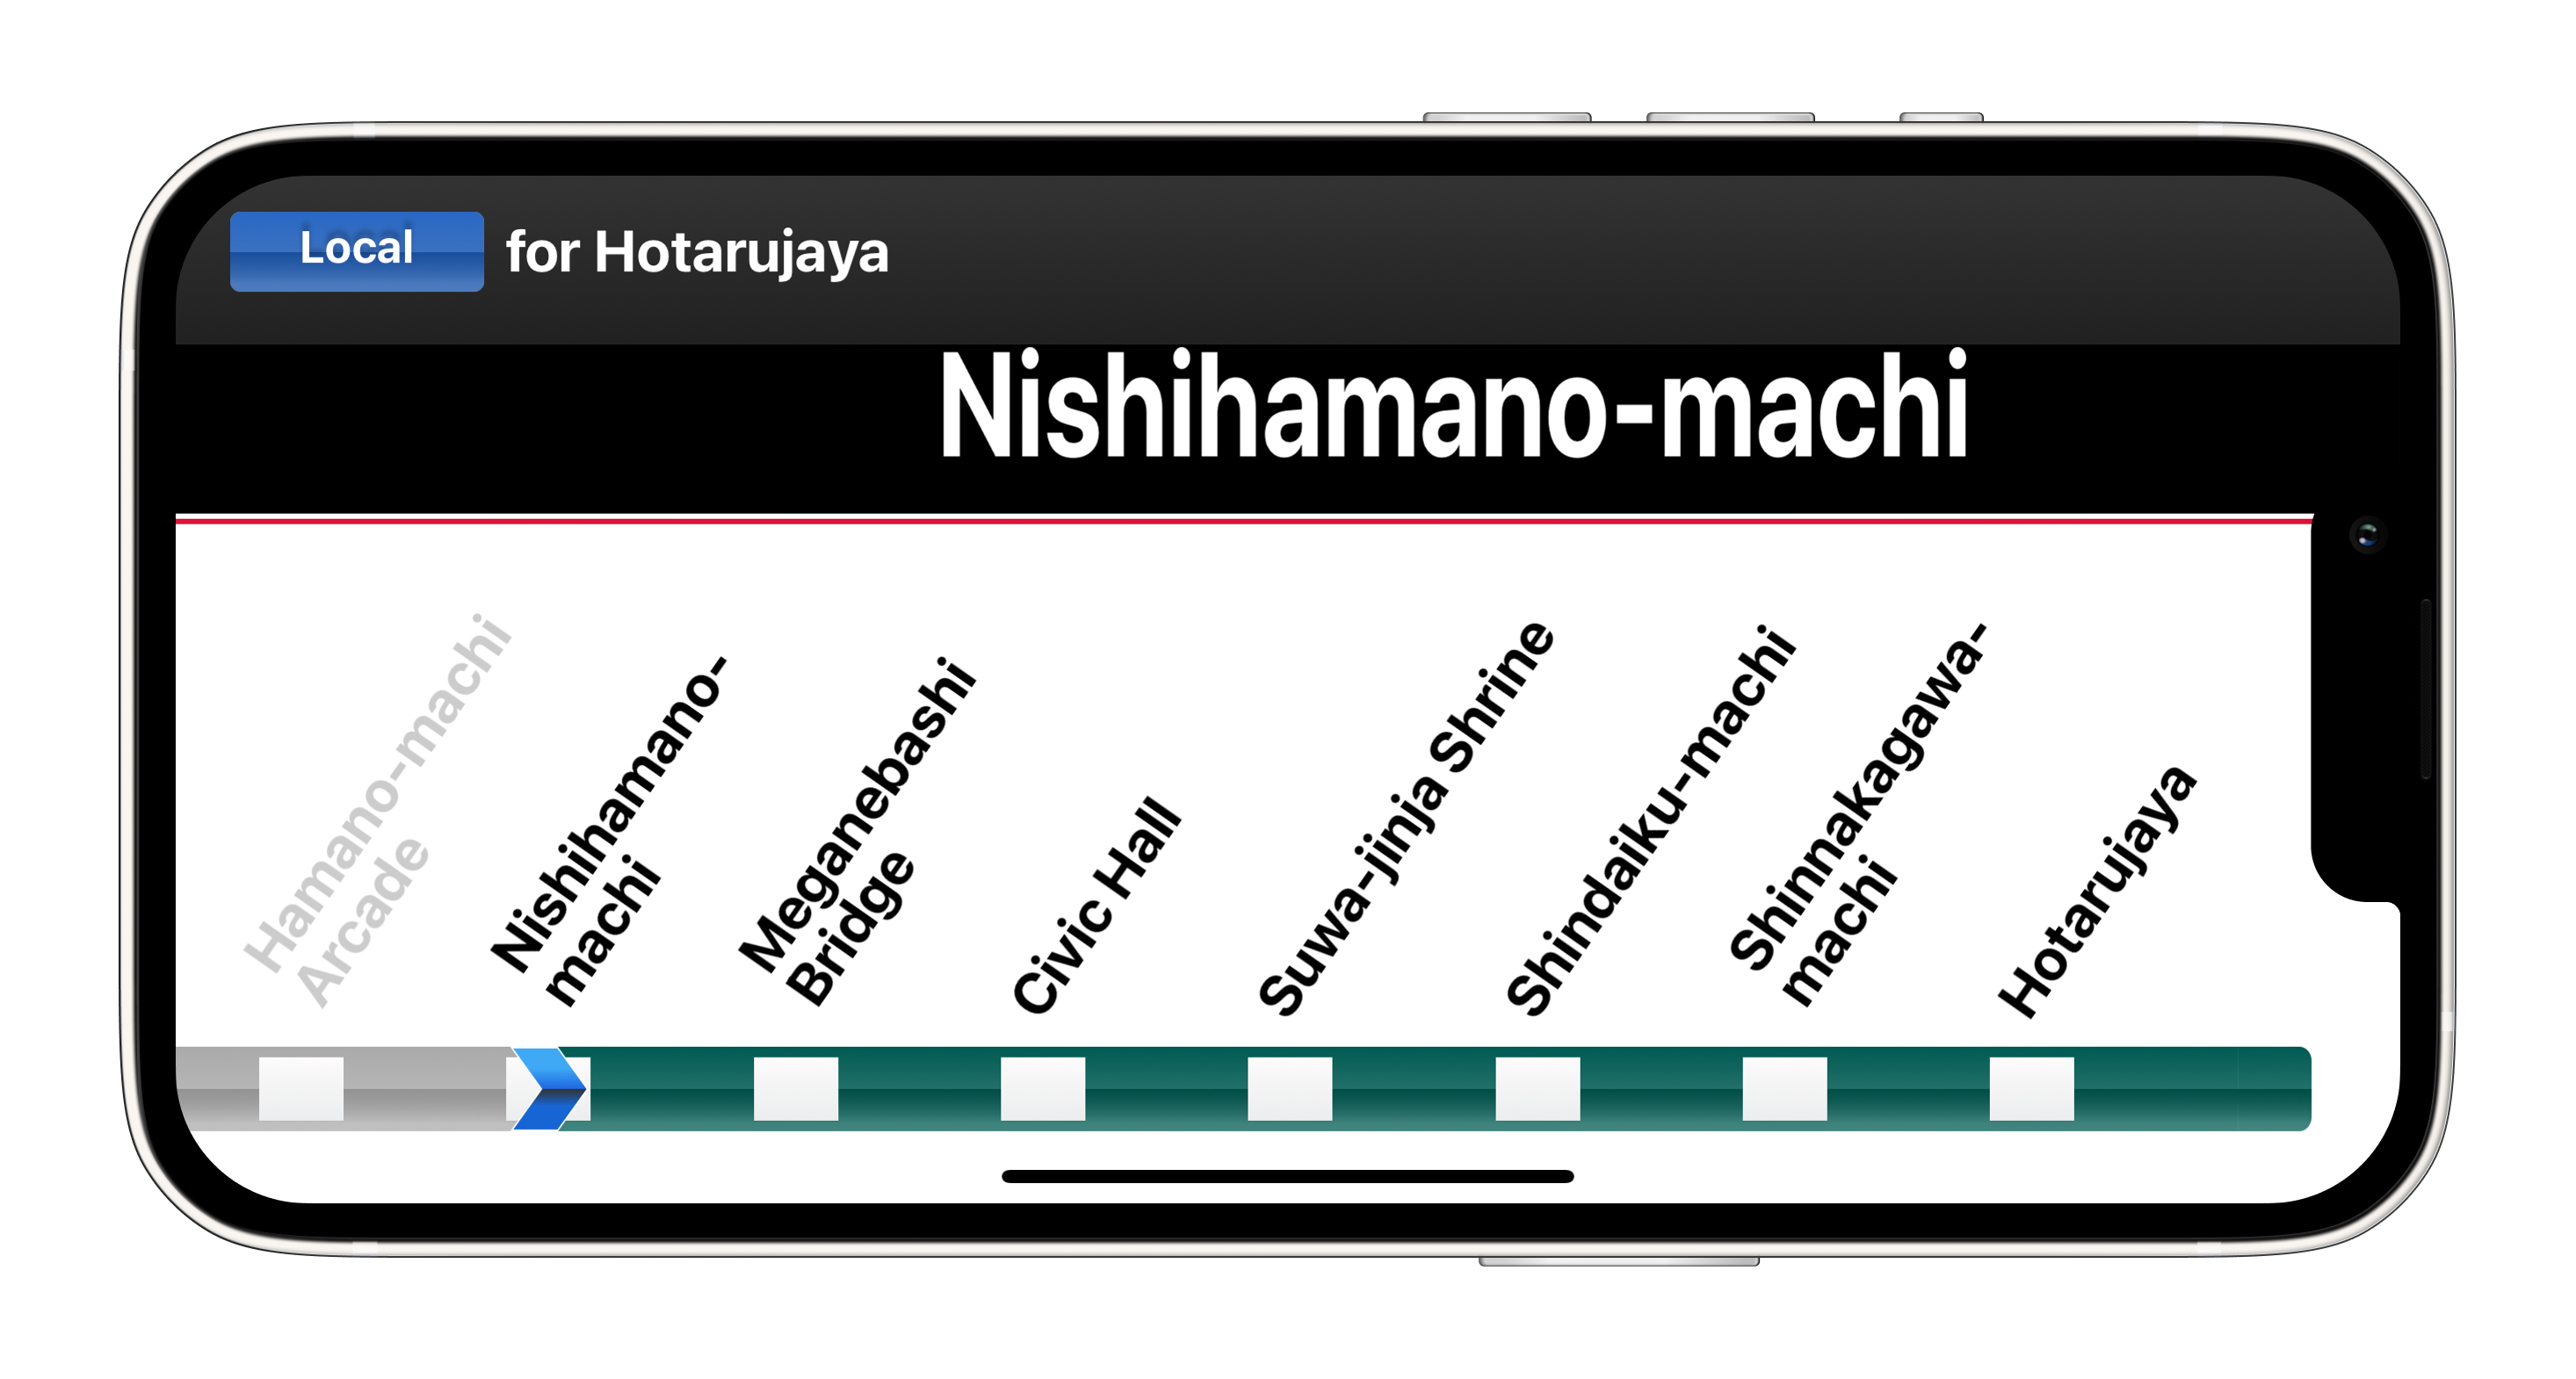 Local
for Hotarujaya
Nishihamano-machi
Hamano-machi
Arcade
Nishihamano-
machi
Meganebashi
Bridge
Civic Hall
Suwa-jinja Shrine
Shindaiku-machi
Shinnakagawa-
machi
Hotarujaya